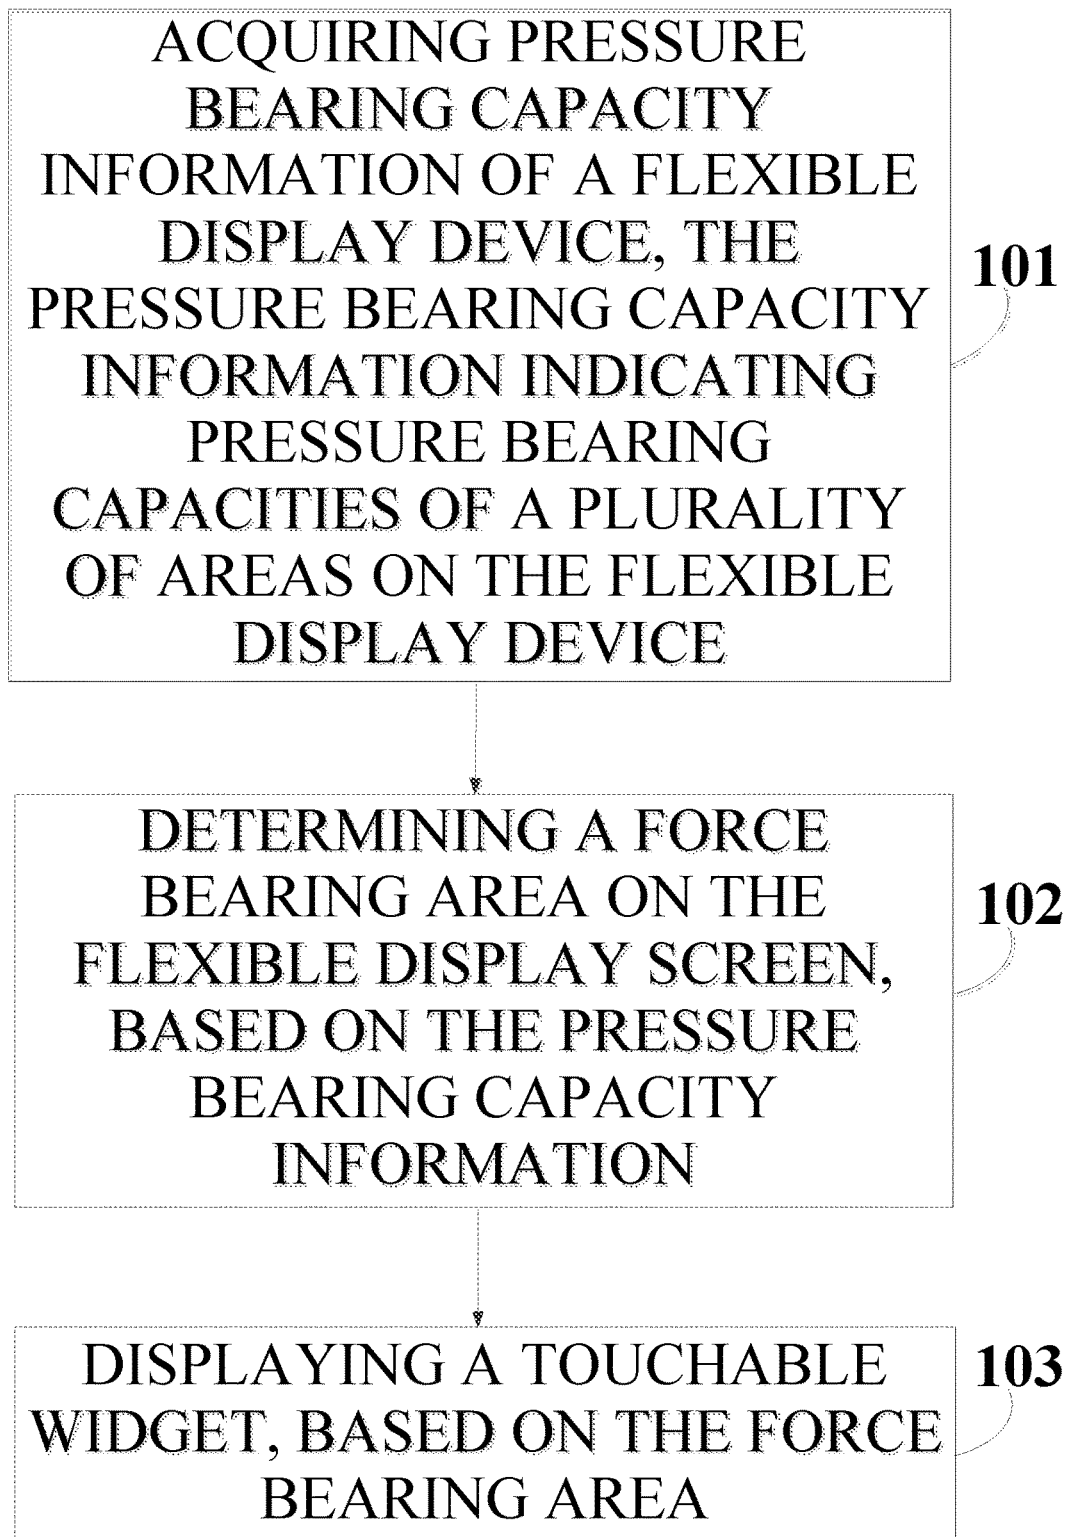 ACQUIRING PRESSURE
BEARING CAPACITY
INFORMATION OF A FLEXIBLE
DISPLAY DEVICE, THE
PRESSURE BEARING CAPACITY
INFORMATION INDICATING
PRESSURE BEARING
CAPACITIES OF A PLURALITY
OF AREAS ON THE FLEXIBLE
DISPLAY DEVICE
101
DETERMINING A FORCE
BEARING AREA ON THE
FLEXIBLE DISPLAY SCREEN,
BASED ON THE PRESSURE
BEARING CAPACITY
INFORMATION
102
DISPLAYING A TOUCHABLE
WIDGET, BASED ON THE FORCE
BEARING AREA
103